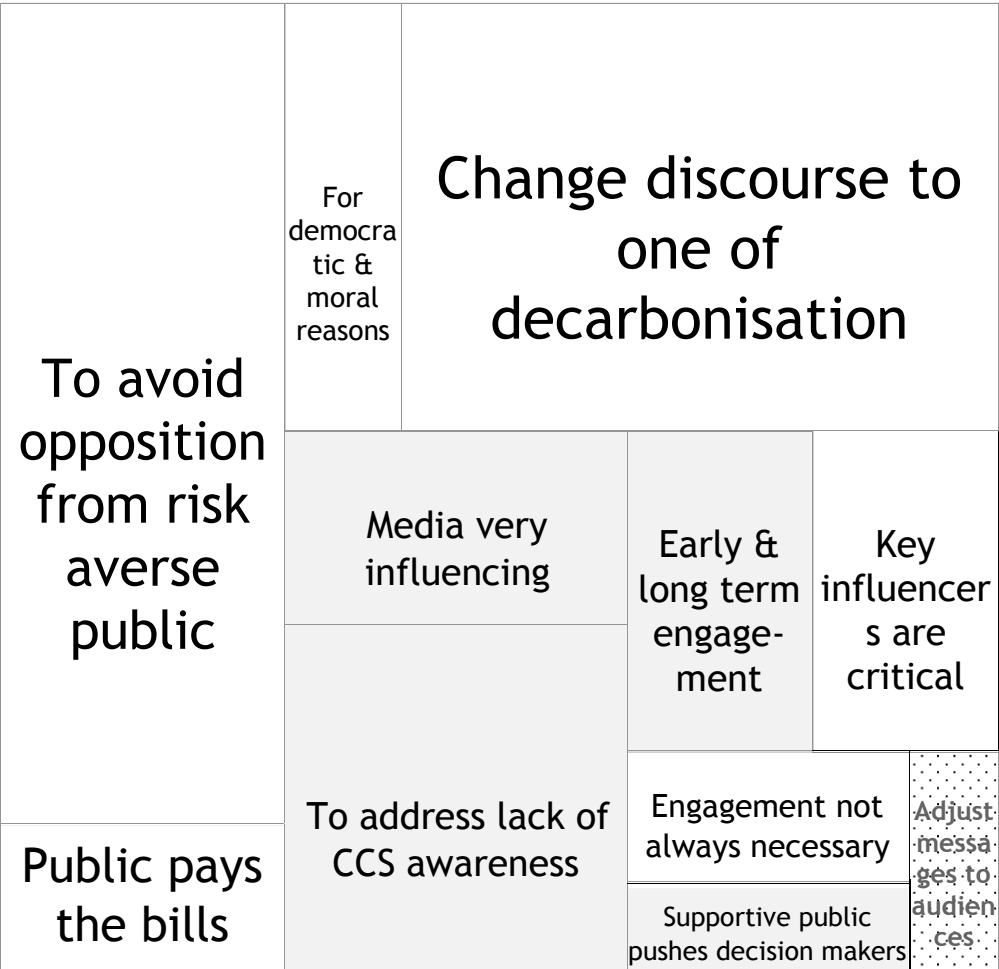 To avoid
opposition
from risk
averse
public
Public pays
the bills
For
democra
tic &
moral
reasons
Change discourse to
one of
decarbonisation
Media very
influencing
To address lack of
CCS awareness
Early &
long term
engage-
ment
Key
influencer
s are
critical
Engagement not
always necessary
Supportive public
pushes decision makers
Adjust
messa
ges to
audien
ces